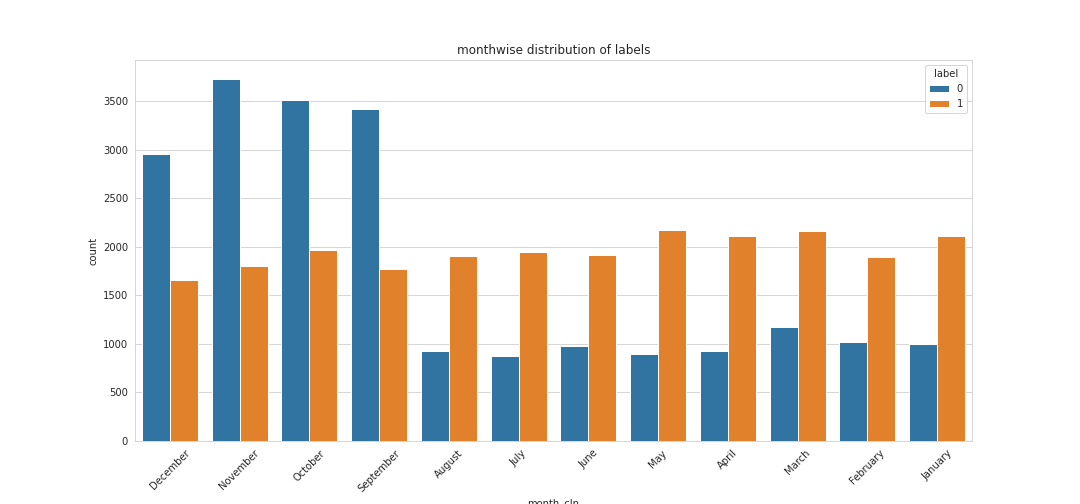 monthwise distribution of labels
label
0
1
3500
3000
2500
2000
1500
1000
500
0
count
December
November
October
September
August
July
June
May
April
March
February
January
month_cln